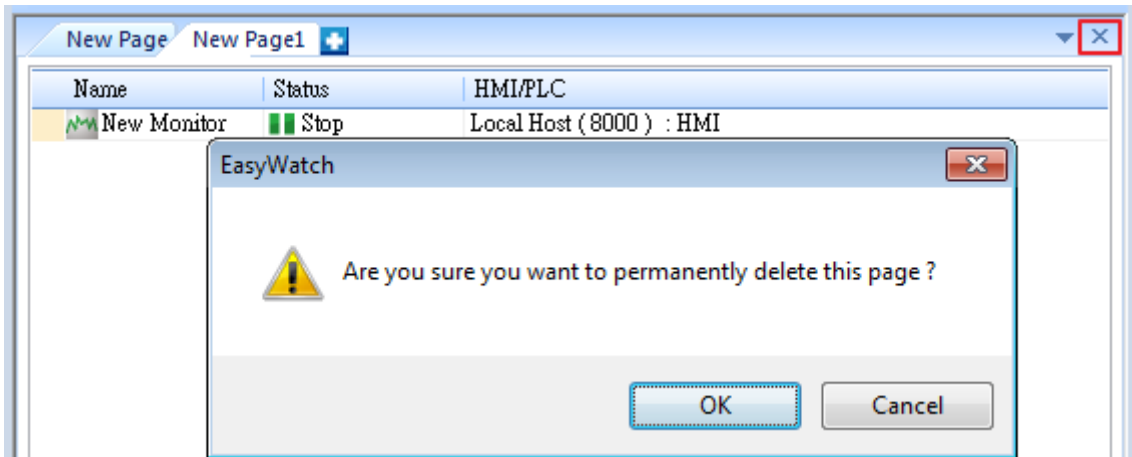 New Page New Page1
Name Status HMI/PLC
New Monitor Stop Local Host ( 8000 ) : HMI
EasyWatch
Are you sure you want to permanently delete this page ?
OK Cancel